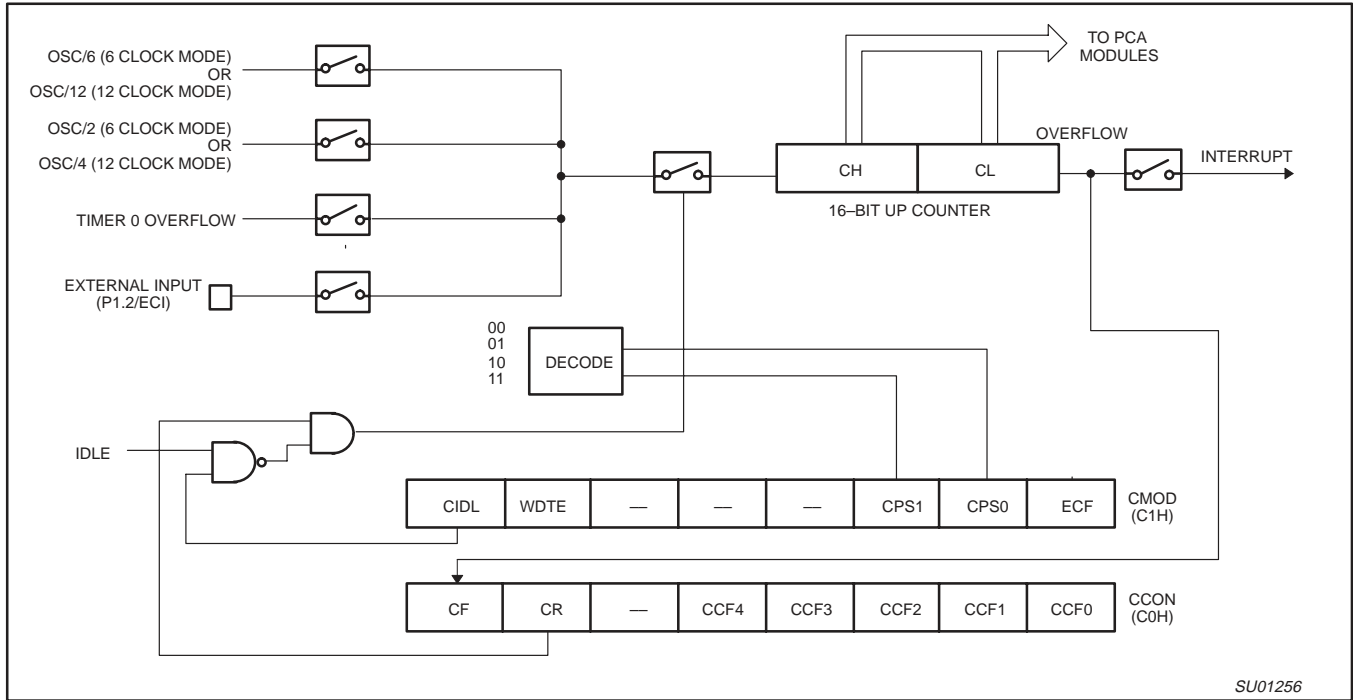 OSC/6 (6 CLOCK MODE)
OR
OSC/12 (12 CLOCK MODE)
OSC/2 (6 CLOCK MODE)
OR
OSC/4 (12 CLOCK MODE)
TIMER 0 OVERFLOW
EXTERNAL INPUT
(P1.2/ECI)
TO PCA
MODULES
OVERFLOW
INTERRUPT
CH CL
16–BIT UP COUNTER
00
01
10
11
DECODE
IDLE
CIDL WDTE –– –– –– CPS1 CPS0 ECF
CMOD
(C1H)
CF CR –– CCF4 CCF3 CCF2 CCF1 CCF0
CCON
(C0H)
SU01256